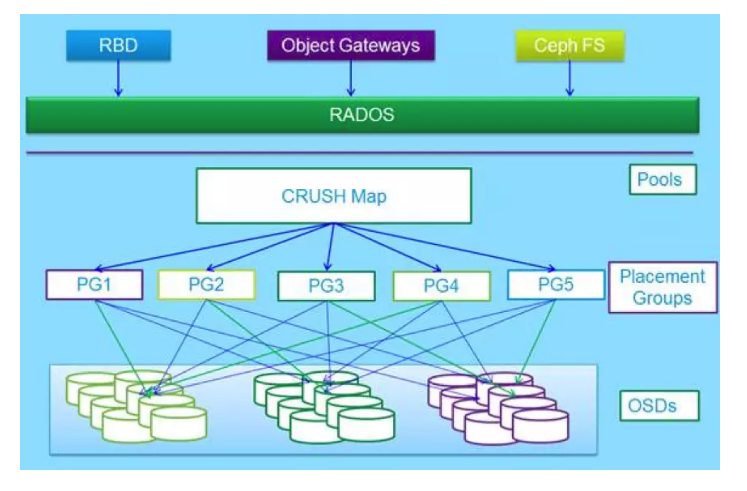 RBD
Object Gateways
Ceph FS
RADOS
Pools
CRUSH Map
PG1
PG2
PG3
PG4
PG5
Placement
Groups
OSDs